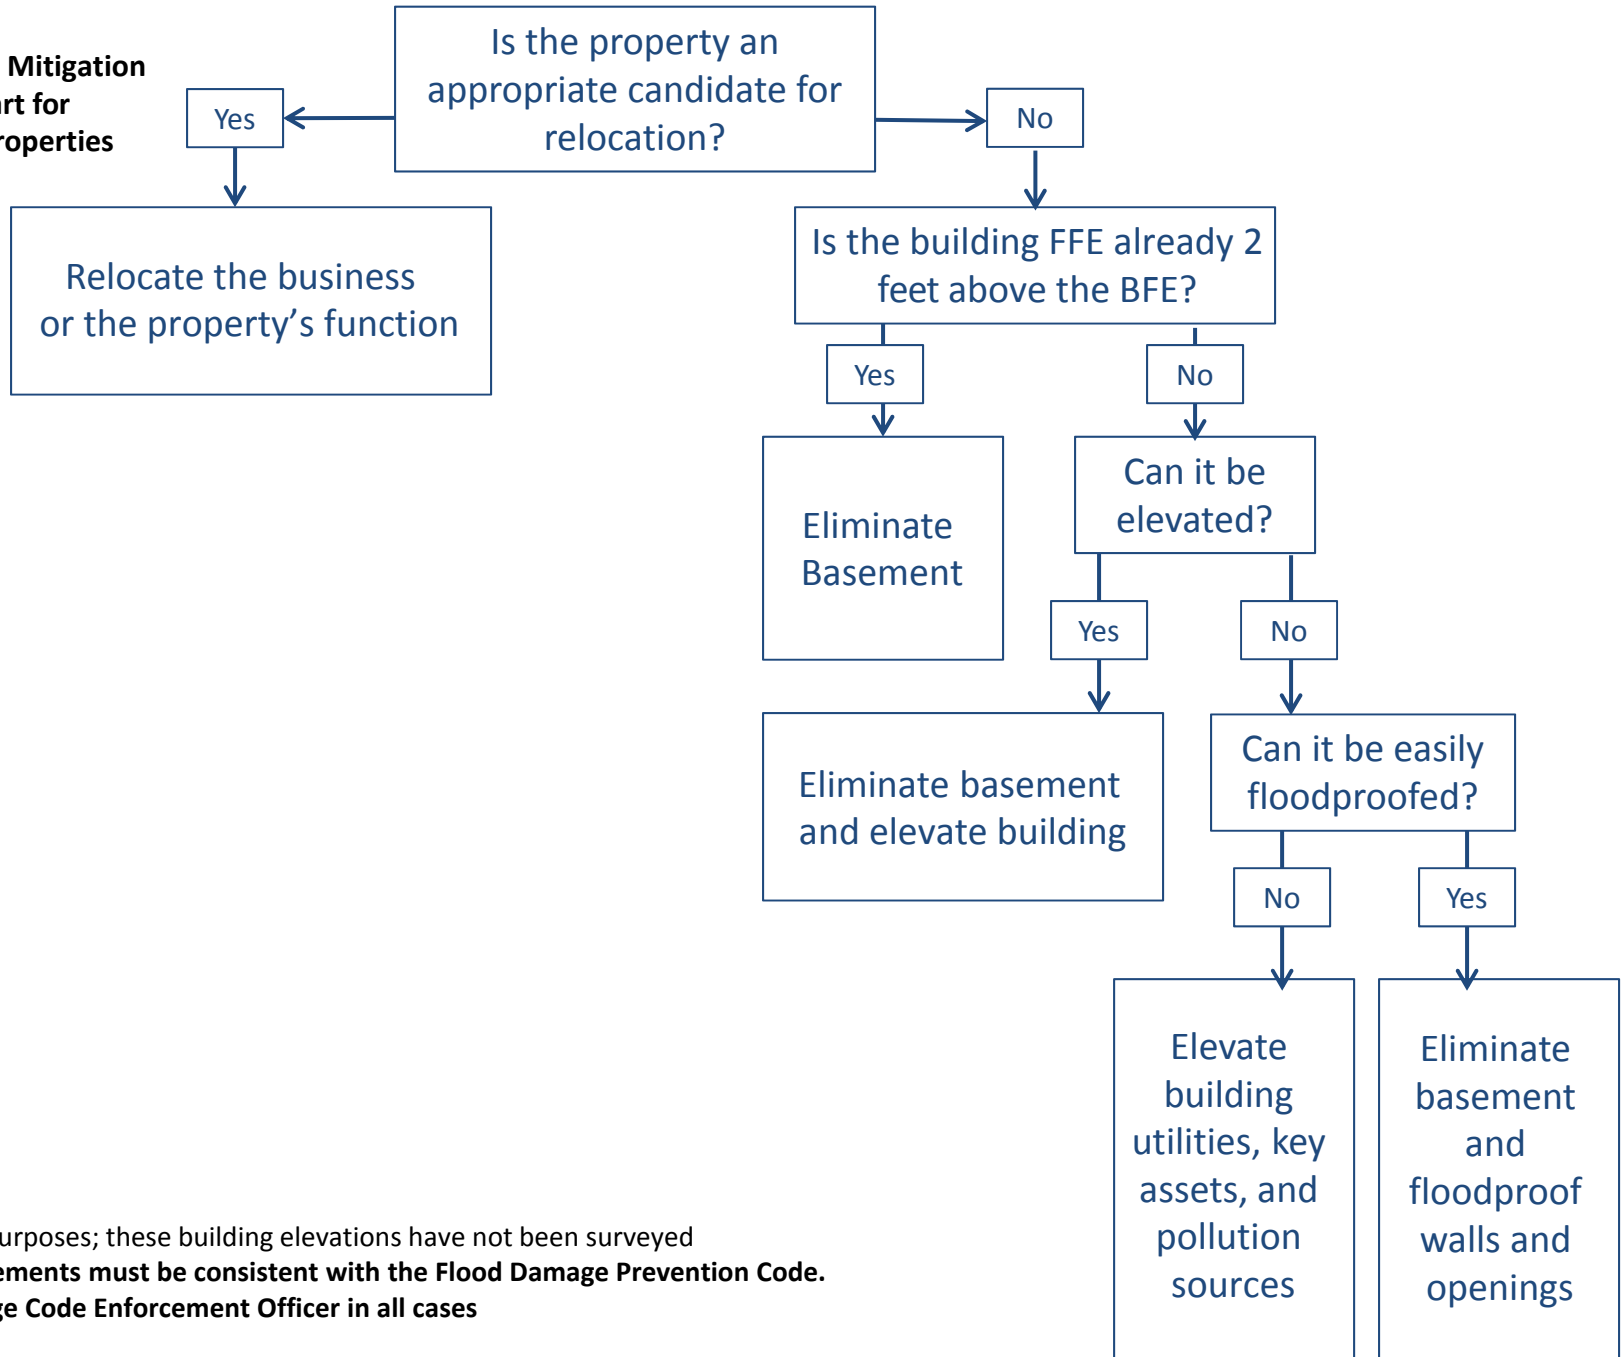 Mitigation
art for
roperties
Is the property an
appropriate candidate for
relocation?
Yes
No
Relocate the business
or the property's function
Is the building FFE already 2
feet above the BFE?
Yes
No
Eliminate
Basement
Can it be
elevated?
Yes
No
Eliminate basement
and elevate building
Can it be easily
floodproofed?
No
Yes
Elevate
building
utilities, key
assets, and
pollution
sources
Eliminate
basement
and
floodproof
walls and
openings
urposes; these building elevations have not been surveyed
ements must be consistent with the Flood Damage Prevention Code.
ge Code Enforcement Officer in all cases